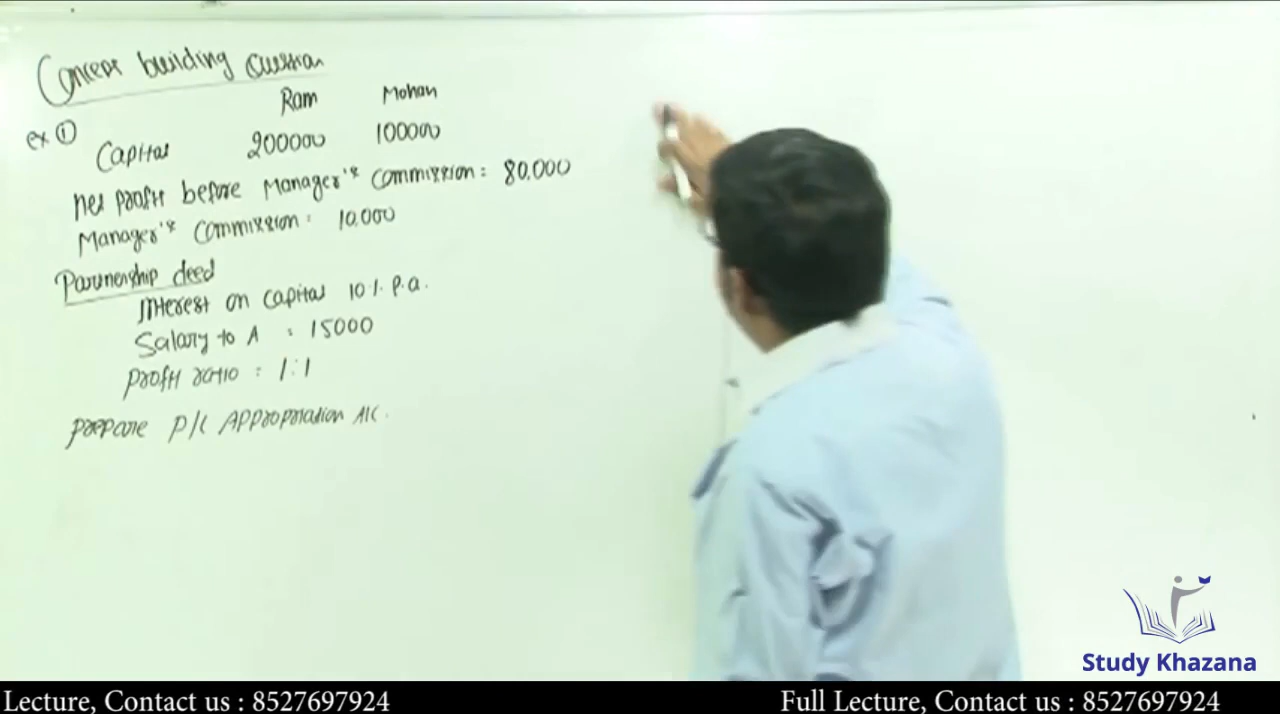 Concept building Question
Ram Mohan
ex ①
Capital 200000 100000
Net profit before Manager's Commission : 80,000
Manager's Commission : 10,000
Partnership deed
Interest on Capital 10% p.a.
Salary to A : 15000
Profit ratio : 1:1
prepare P/L Appropriation A/C.
Study Khazana
Lecture, Contact us : 8527697924
Full Lecture, Contact us : 8527697924